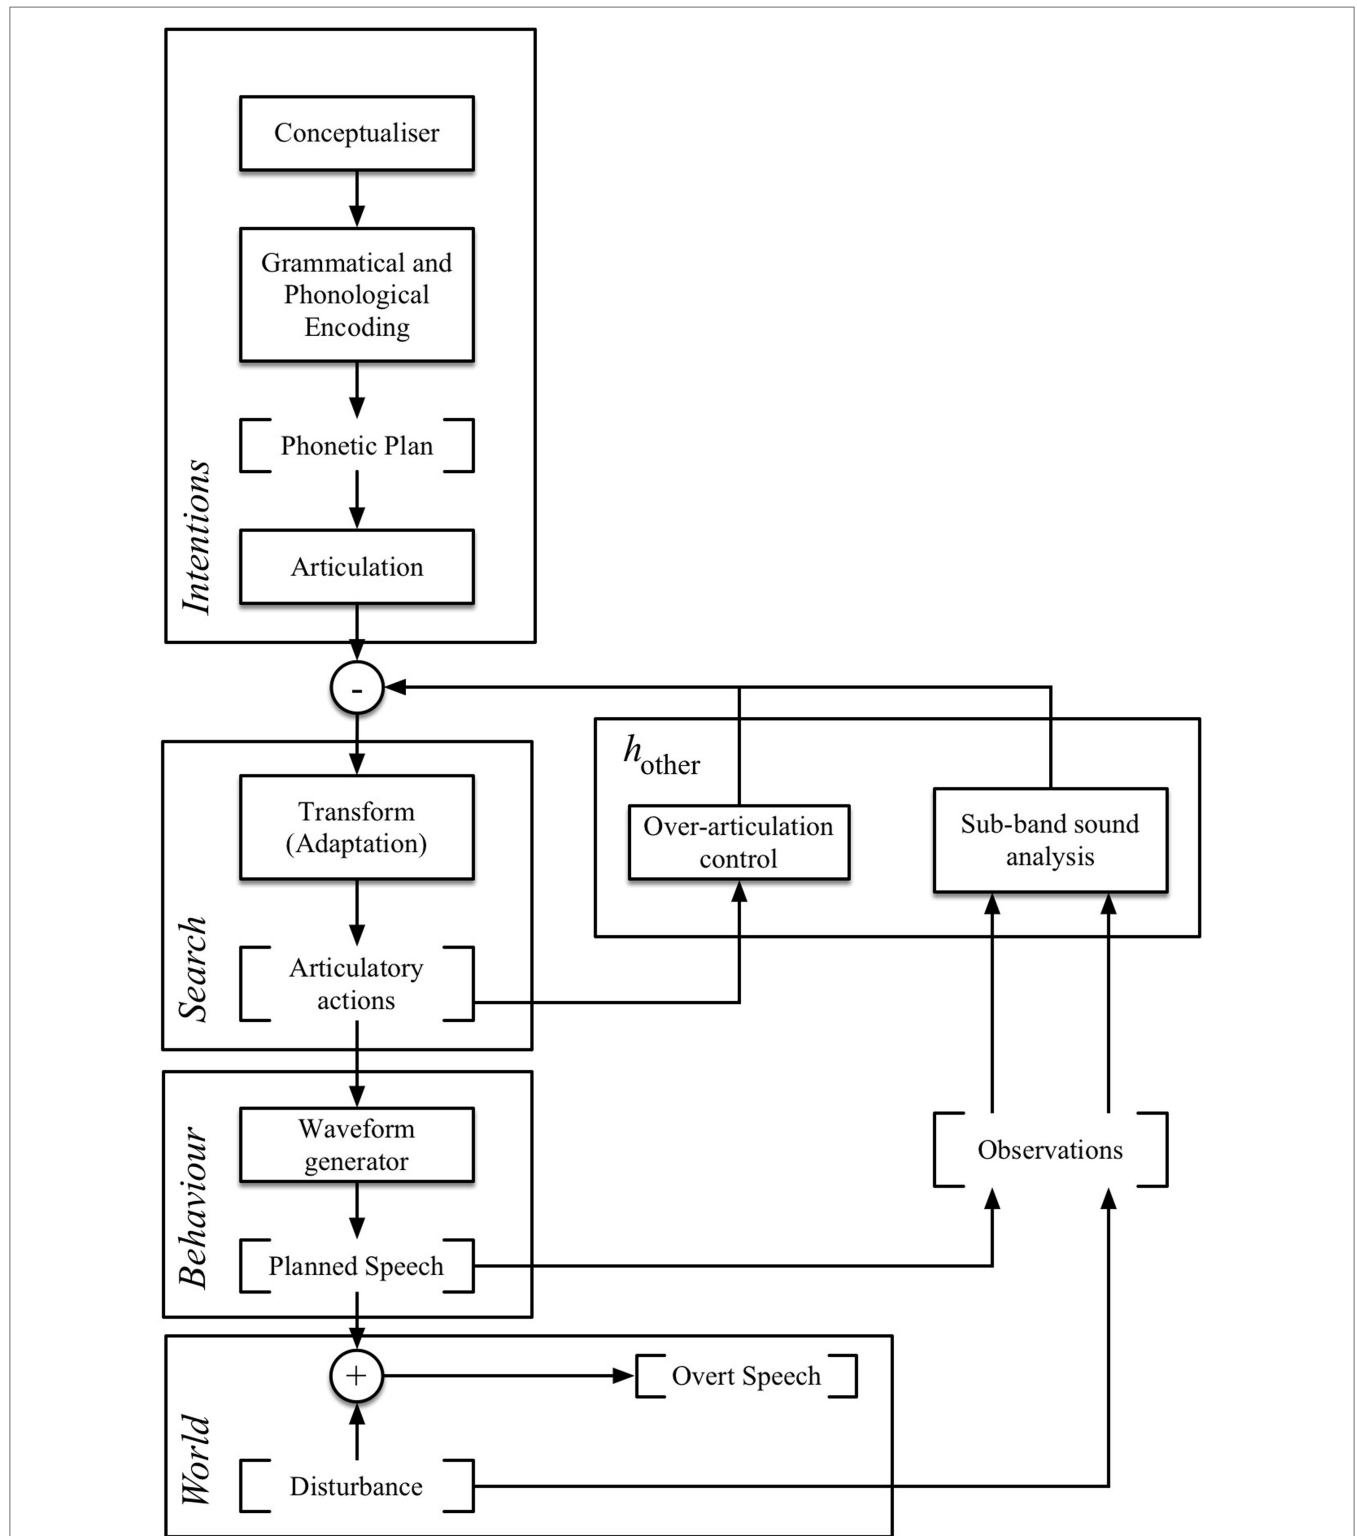 Conceptualiser
Grammatical and
Phonological
Encoding
Phonetic Plan
Articulation
Intentions
-
h other
Transform
(Adaptation)
Over-articulation
control
Sub-band sound
analysis
Articulatory
actions
Search
Waveform
generator
Observations
Planned Speech
Behaviour
+
Overt Speech
Disturbance
World